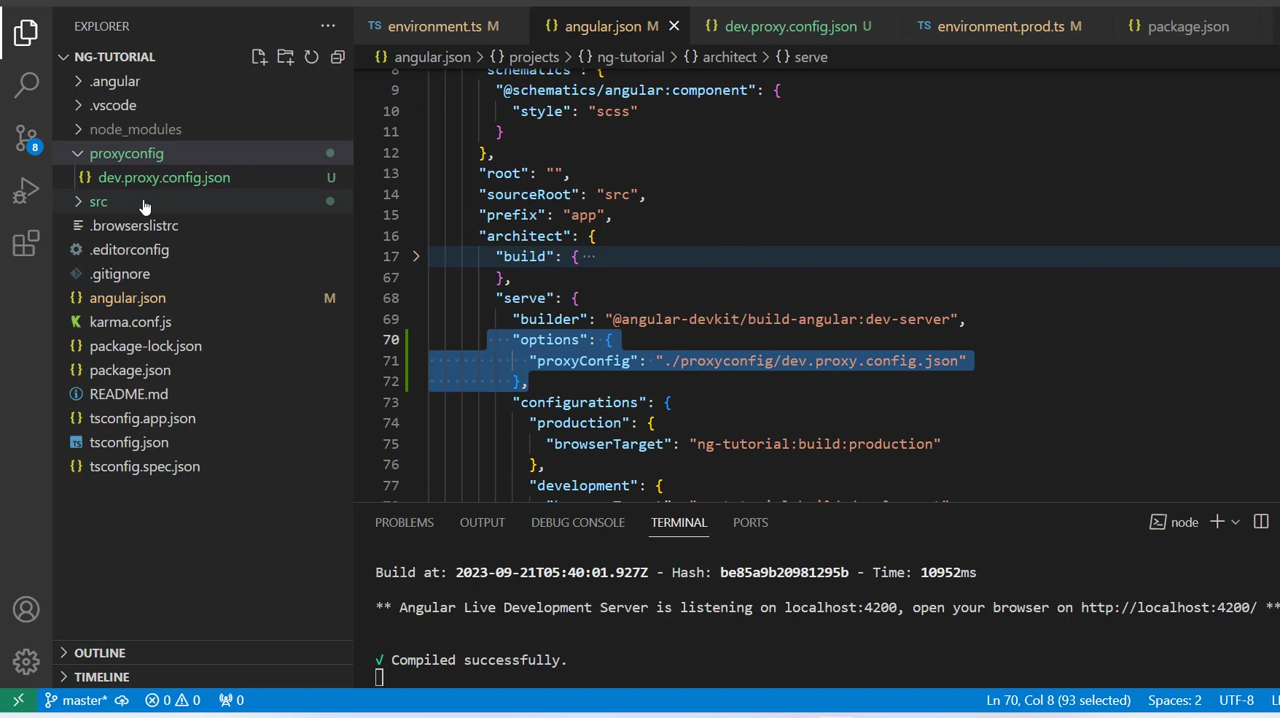 EXPLORER
NG-TUTORIAL
.angular
.vscode
node_modules
proxyconfig
dev.proxy.config.json U
src
.browserslistrc
.editorconfig
.gitignore
angular.json M
karma.conf.js
package-lock.json
package.json
README.md
tsconfig.app.json
tsconfig.json
tsconfig.spec.json
OUTLINE
TIMELINE
8
environment.ts M
angular.json M
dev.proxy.config.json U
environment.prod.ts M
package.json
angular.json > {} projects > {} ng-tutorial > {} architect > {} serve
8 "schematics": {
9 "@schematics/angular:component": {
10 "style": "scss"
11 }
12 },
13 "root": "",
14 "sourceRoot": "src",
15 "prefix": "app",
16 "architect": {
17 "build": { ···
67 },
68 "serve": {
69 "builder": "@angular-devkit/build-angular:dev-server",
70 "options": {
71 "proxyConfig": "./proxyconfig/dev.proxy.config.json"
72 },
73 "configurations": {
74 "production": {
75 "browserTarget": "ng-tutorial:build:production"
76 },
77 "development": {
PROBLEMS OUTPUT DEBUG CONSOLE TERMINAL PORTS
node
Build at: 2023-09-21T05:40:01.927Z - Hash: be85a9b20981295b - Time: 10952ms
** Angular Live Development Server is listening on localhost:4200, open your browser on http://localhost:4200/ **
√ Compiled successfully.
master* 0 0 0 Ln 70, Col 8 (93 selected) Spaces: 2 UTF-8